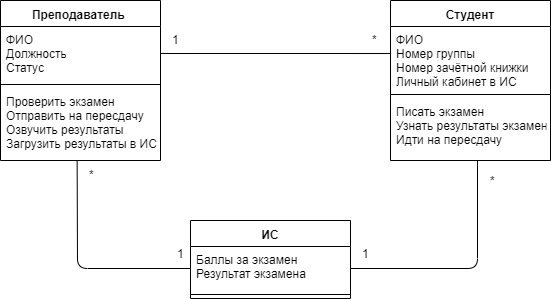 Преподаватель
ФИО
Должность
Статус
Проверить экзамен
Отправить на пересдачу
Озвучить результаты
Загрузить результаты в ИС
1
*
Студент
ФИО
Номер группы
Номер зачётной книжки
Личный кабинет в ИС
Писать экзамен
Узнать результаты экзамен
Идти на пересдачу
*
*
1
1
ИС
Баллы за экзамен
Результат экзамена